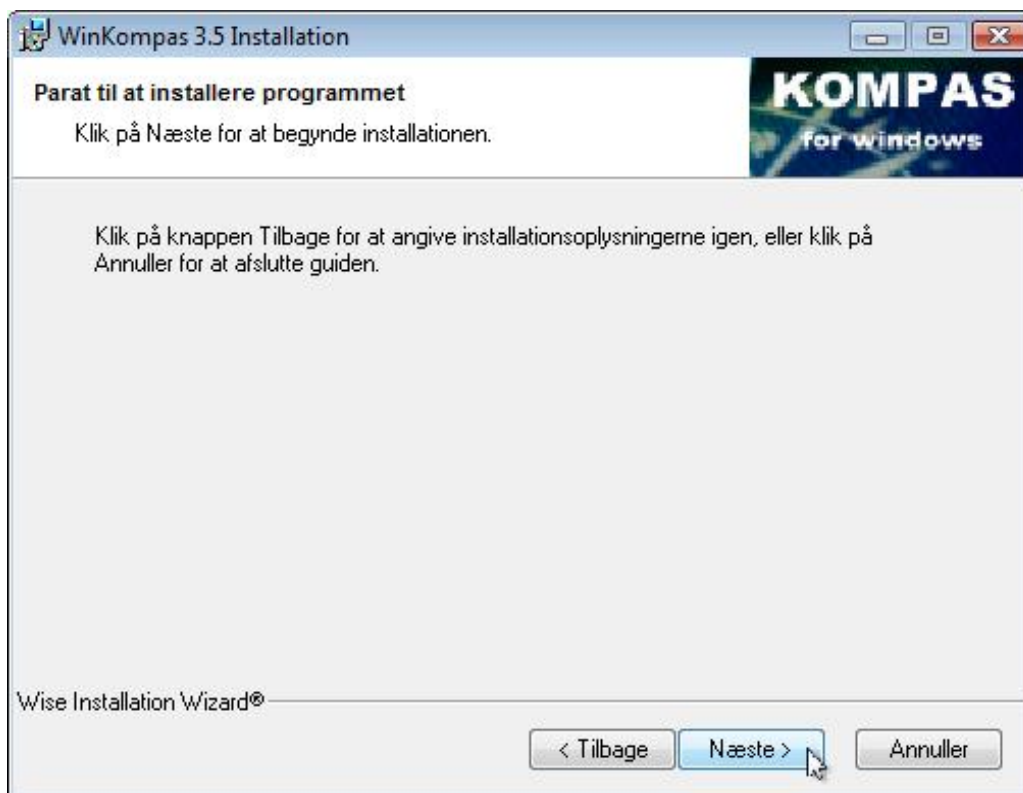 WinKompas 3.5 Installation
Parat til at installere programmet
Klik på Næste for at begynde installationen.
KOMPAS
for windows
Klik på knappen Tilbage for at angive installationsoplysningerne igen, eller klik på
Annuller for at afslutte guiden.
Wise Installation Wizard®
< Tilbage
Næste >
Annuller